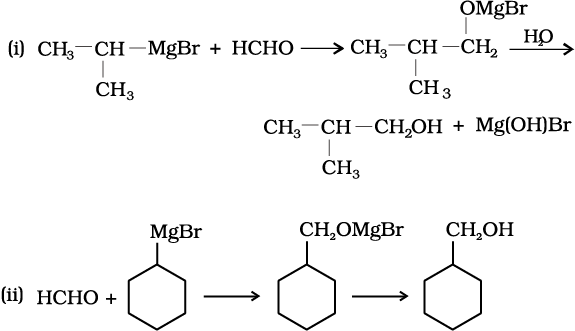 OMgBr
(i) CH₃—CH—MgBr + HCHO ⟶ CH₃—CH—CH₂ H₂O ⟶
CH₃ CH₃
CH₃—CH—CH₂OH + Mg(OH)Br
CH₃
MgBr CH₂OMgBr CH₂OH
(ii) HCHO + ⟶ ⟶